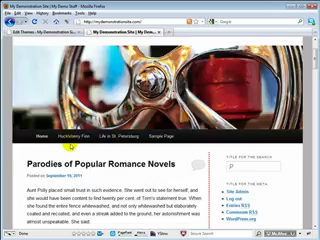 My Demonstration Site | My Demo Stuff - Mozilla Firefox
File Edit View History Bookmarks Tools Help
http://mydemonstrationsite.com/
Edit Themes ‹ My Demonstration S... My Demonstration Site | My Dem...
Home Huckleberry Finn Life in St. Petersburg Sample Page
Parodies of Popular Romance Novels
Posted on September 15, 2011
Aunt Polly placed small trust in such evidence. She went out to see for herself; and
she would have been content to find twenty per cent. of Tom's statement true. When
she found the entire fence whitewashed, and not only whitewashed but elaborately
coated and recoated, and even a streak added to the ground, her astonishment was
almost unspeakable. She said:
TITLE FOR THE SEARCH
TITLE FOR THE META
Site Admin
Log out
Entries RSS
Comments RSS
WordPress.org
Done
YSlow
McAfee